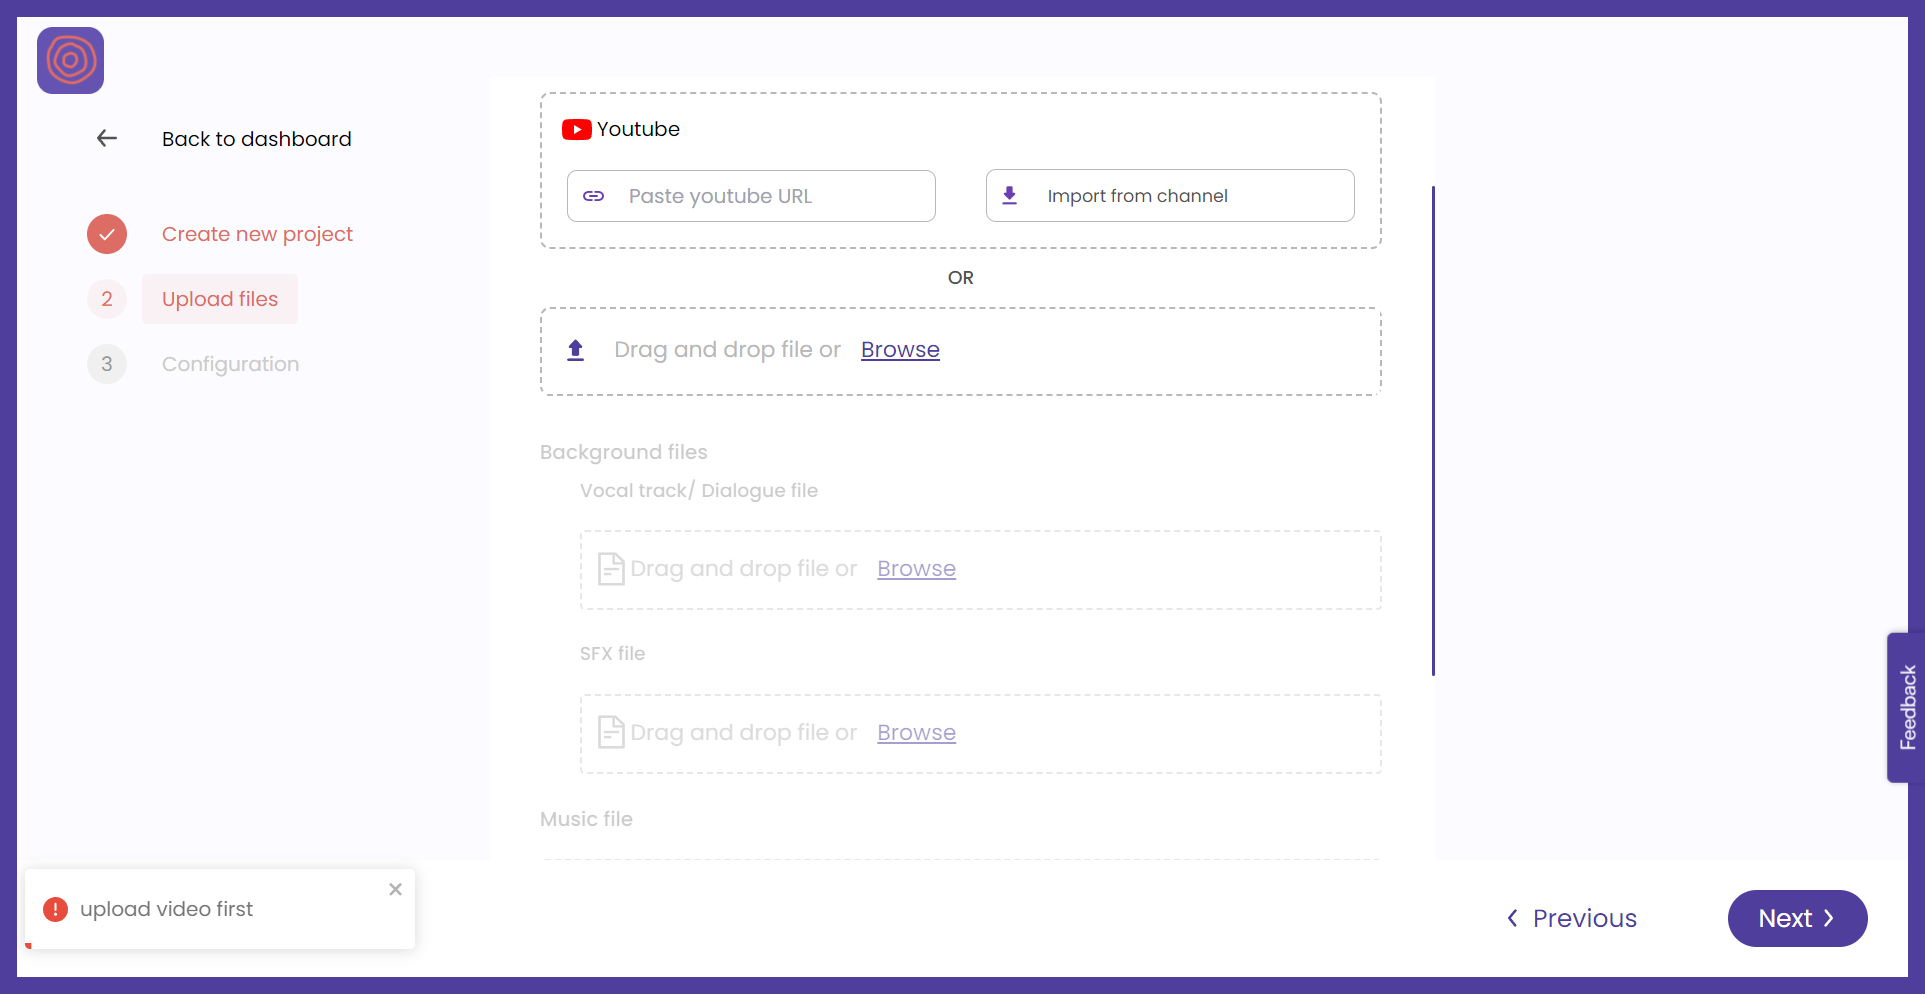 Back to dashboard
Create new project
2 Upload files
3 Configuration
Youtube
Paste youtube URL
Import from channel
OR
Drag and drop file or Browse
Background files
Vocal track/ Dialogue file
Drag and drop file or Browse
SFX file
Drag and drop file or Browse
Music file
Feedback
upload video first
Previous
Next